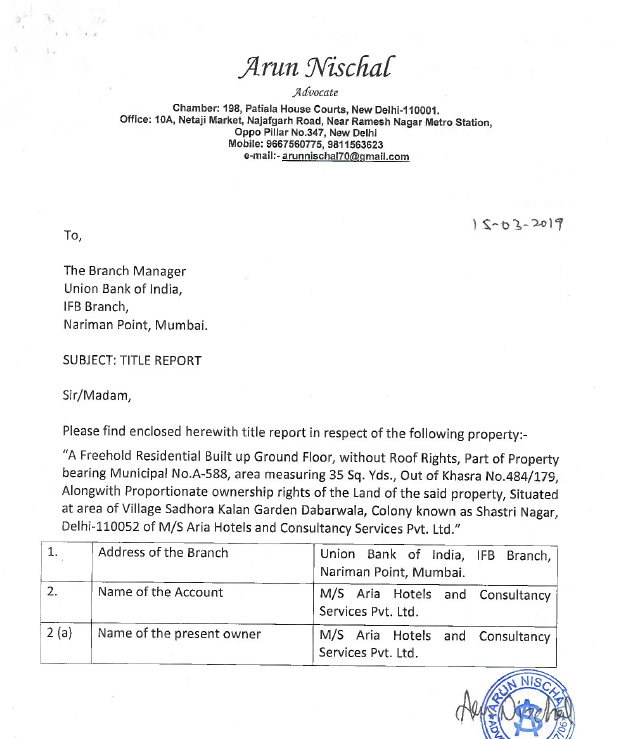 Arun Nischal
Advocate
Chamber: 198, Patiala House Courts, New Delhi-110001.
Office: 10A, Netaji Market, Najafgarh Road, Near Ramesh Nagar Metro Station,
Oppo Pillar No.347, New Delhi
Mobile: 9667560775, 9811563623
e-mail:- arunnischal70@gmail.com
15-03-2019
To,
The Branch Manager
Union Bank of India,
IFB Branch,
Nariman Point, Mumbai.
SUBJECT: TITLE REPORT
Sir/Madam,
Please find enclosed herewith title report in respect of the following property:-
“A Freehold Residential Built up Ground Floor, without Roof Rights, Part of Property
bearing Municipal No.A-588, area measuring 35 Sq. Yds., Out of Khasra No.484/179,
Alongwith Proportionate ownership rights of the Land of the said property, Situated
at area of Village Sadhora Kalan Garden Dabarwala, Colony known as Shastri Nagar,
Delhi-110052 of M/S Aria Hotels and Consultancy Services Pvt. Ltd.”
1. Address of the Branch Union Bank of India, IFB Branch,
Nariman Point, Mumbai.
2. Name of the Account M/S Aria Hotels and Consultancy
Services Pvt. Ltd.
2 (a) Name of the present owner M/S Aria Hotels and Consultancy
Services Pvt. Ltd.
ARUN NISCHAL
Arun Nischal